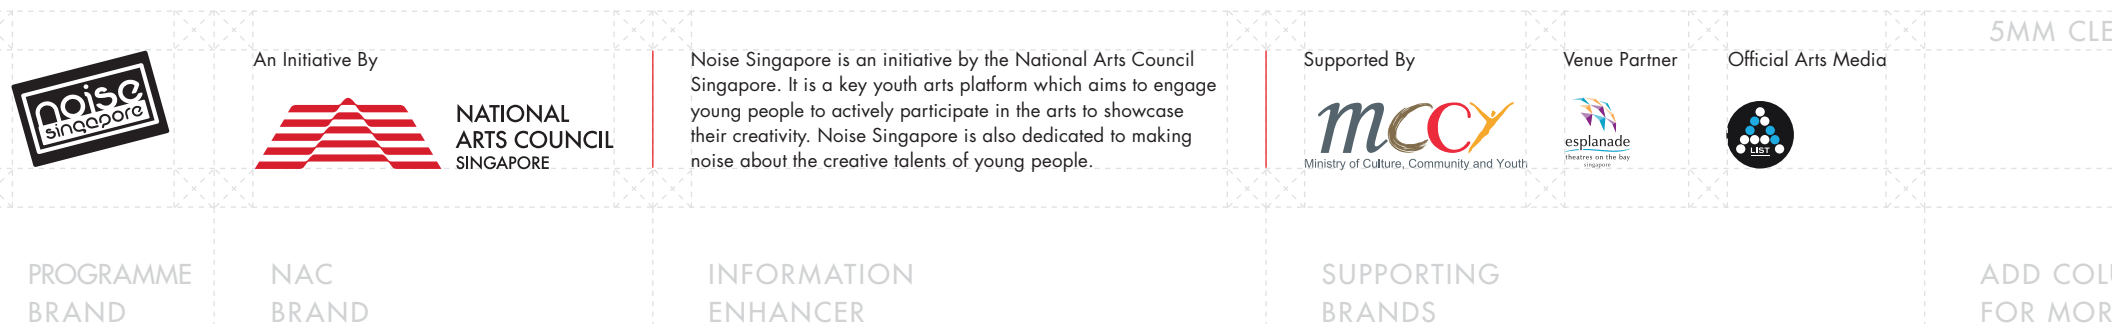 5MM CLE
noise
singapore
An Initiative By
NATIONAL
ARTS COUNCIL
SINGAPORE
Noise Singapore is an initiative by the National Arts Council
Singapore. It is a key youth arts platform which aims to engage
young people to actively participate in the arts to showcase
their creativity. Noise Singapore is also dedicated to making
noise about the creative talents of young people.
Supported By
mccy
Ministry of Culture, Community and Youth
Venue Partner
esplanade
theatres on the bay
singapore
Official Arts Media
LIST
PROGRAMME
BRAND
NAC
BRAND
INFORMATION
ENHANCER
SUPPORTING
BRANDS
ADD COLU
FOR MOR